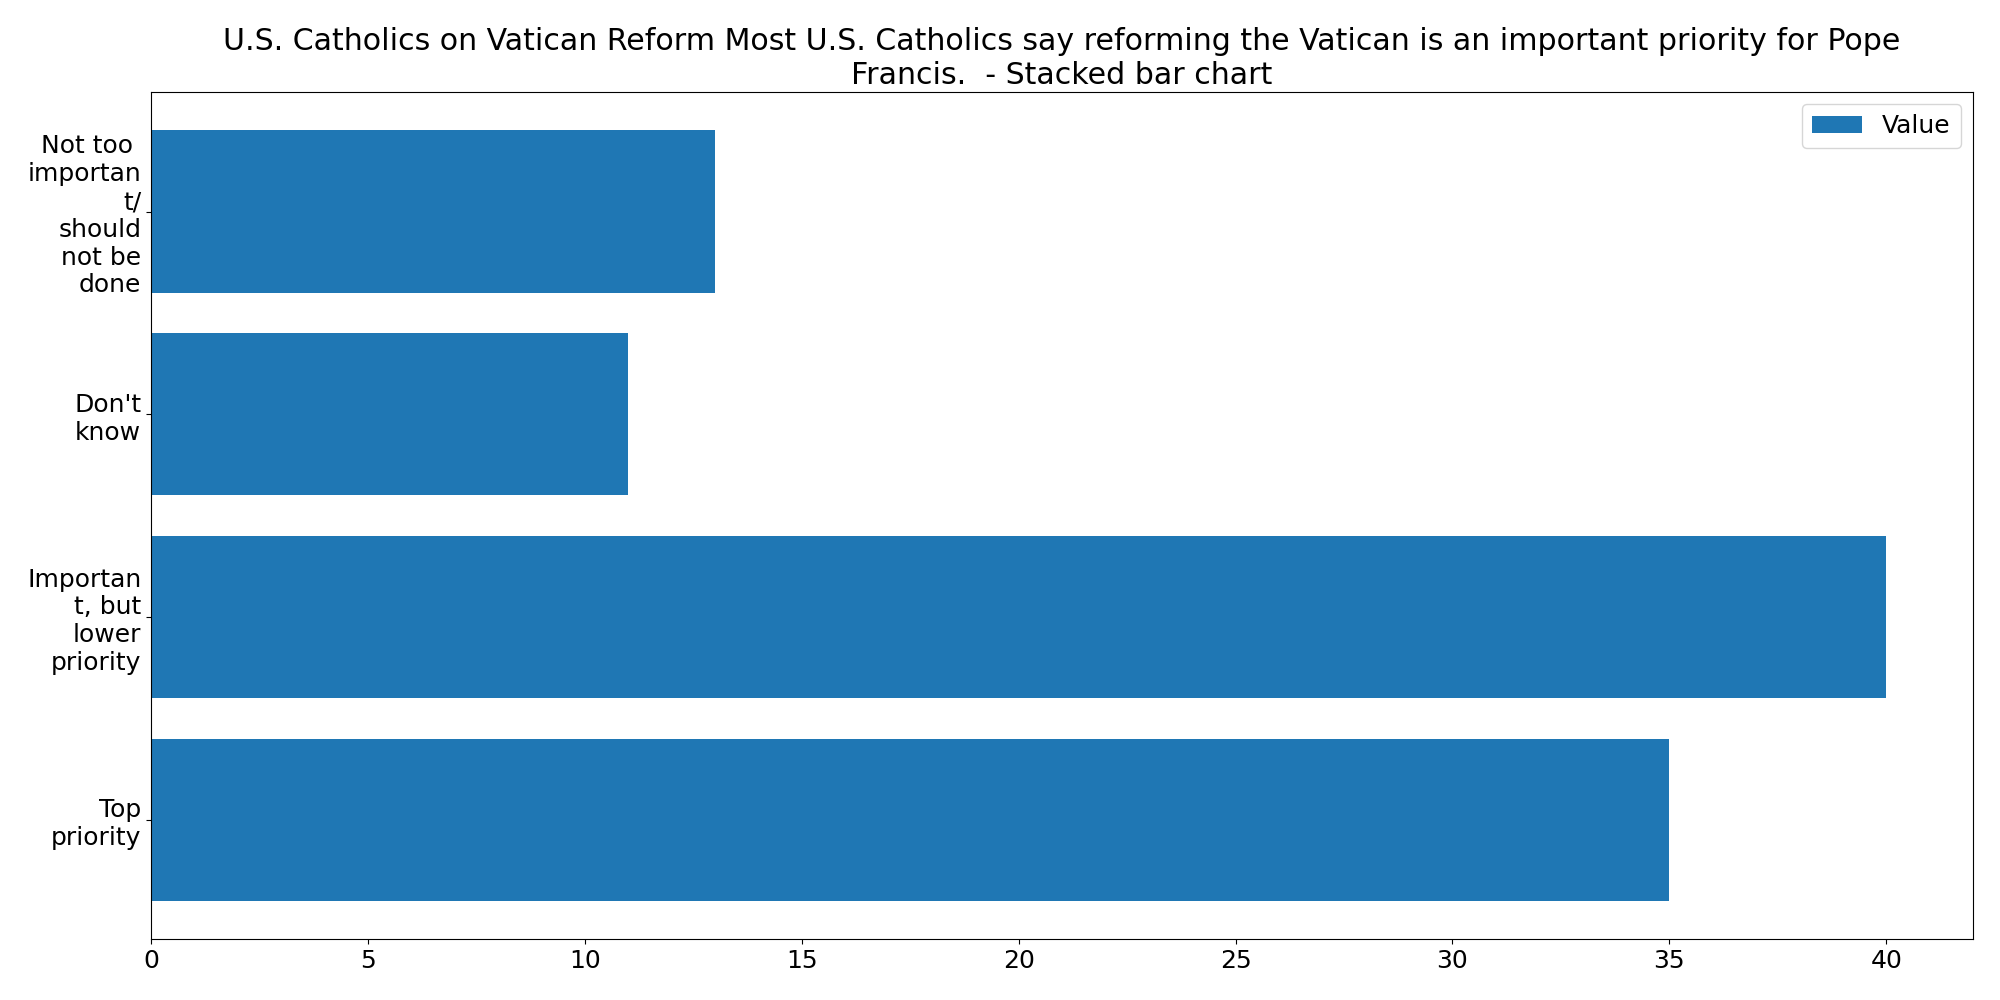 U.S. Catholics on Vatican Reform Most U.S. Catholics say reforming the Vatican is an important priority for Pope
Francis.  - Stacked bar chart
Value
Not too
importan
t/
should
not be
done
Don't
know
Importan
t, but
lower
priority
Top
priority
0 5 10 15 20 25 30 35 40